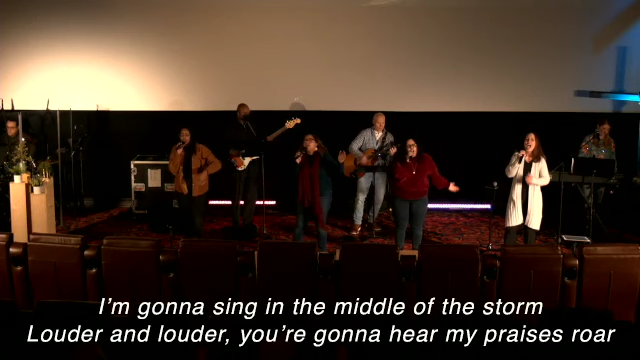 I'm gonna sing in the middle of the storm
Louder and louder, you're gonna hear my praises roar